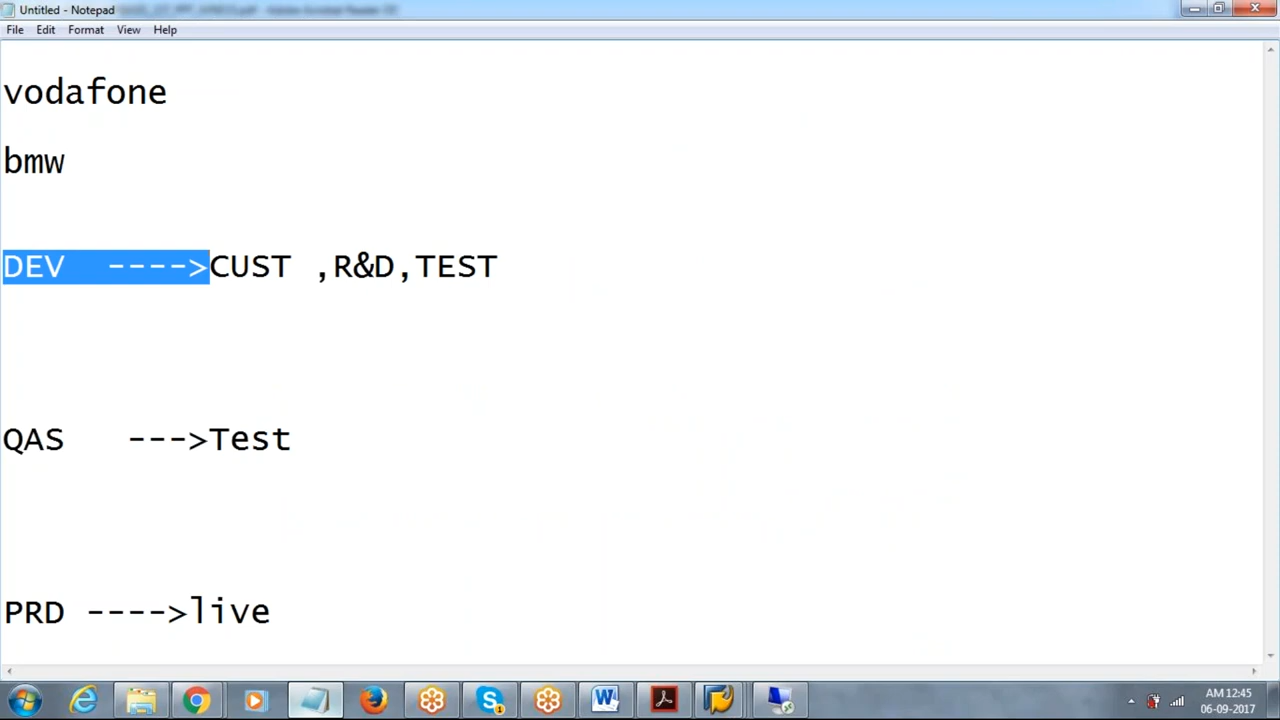 Untitled - Notepad
File Edit Format View Help
vodafone
bmw
DEV ---->CUST ,R&D,TEST
QAS --->Test
PRD ---->live
AM 12:45
06-09-2017